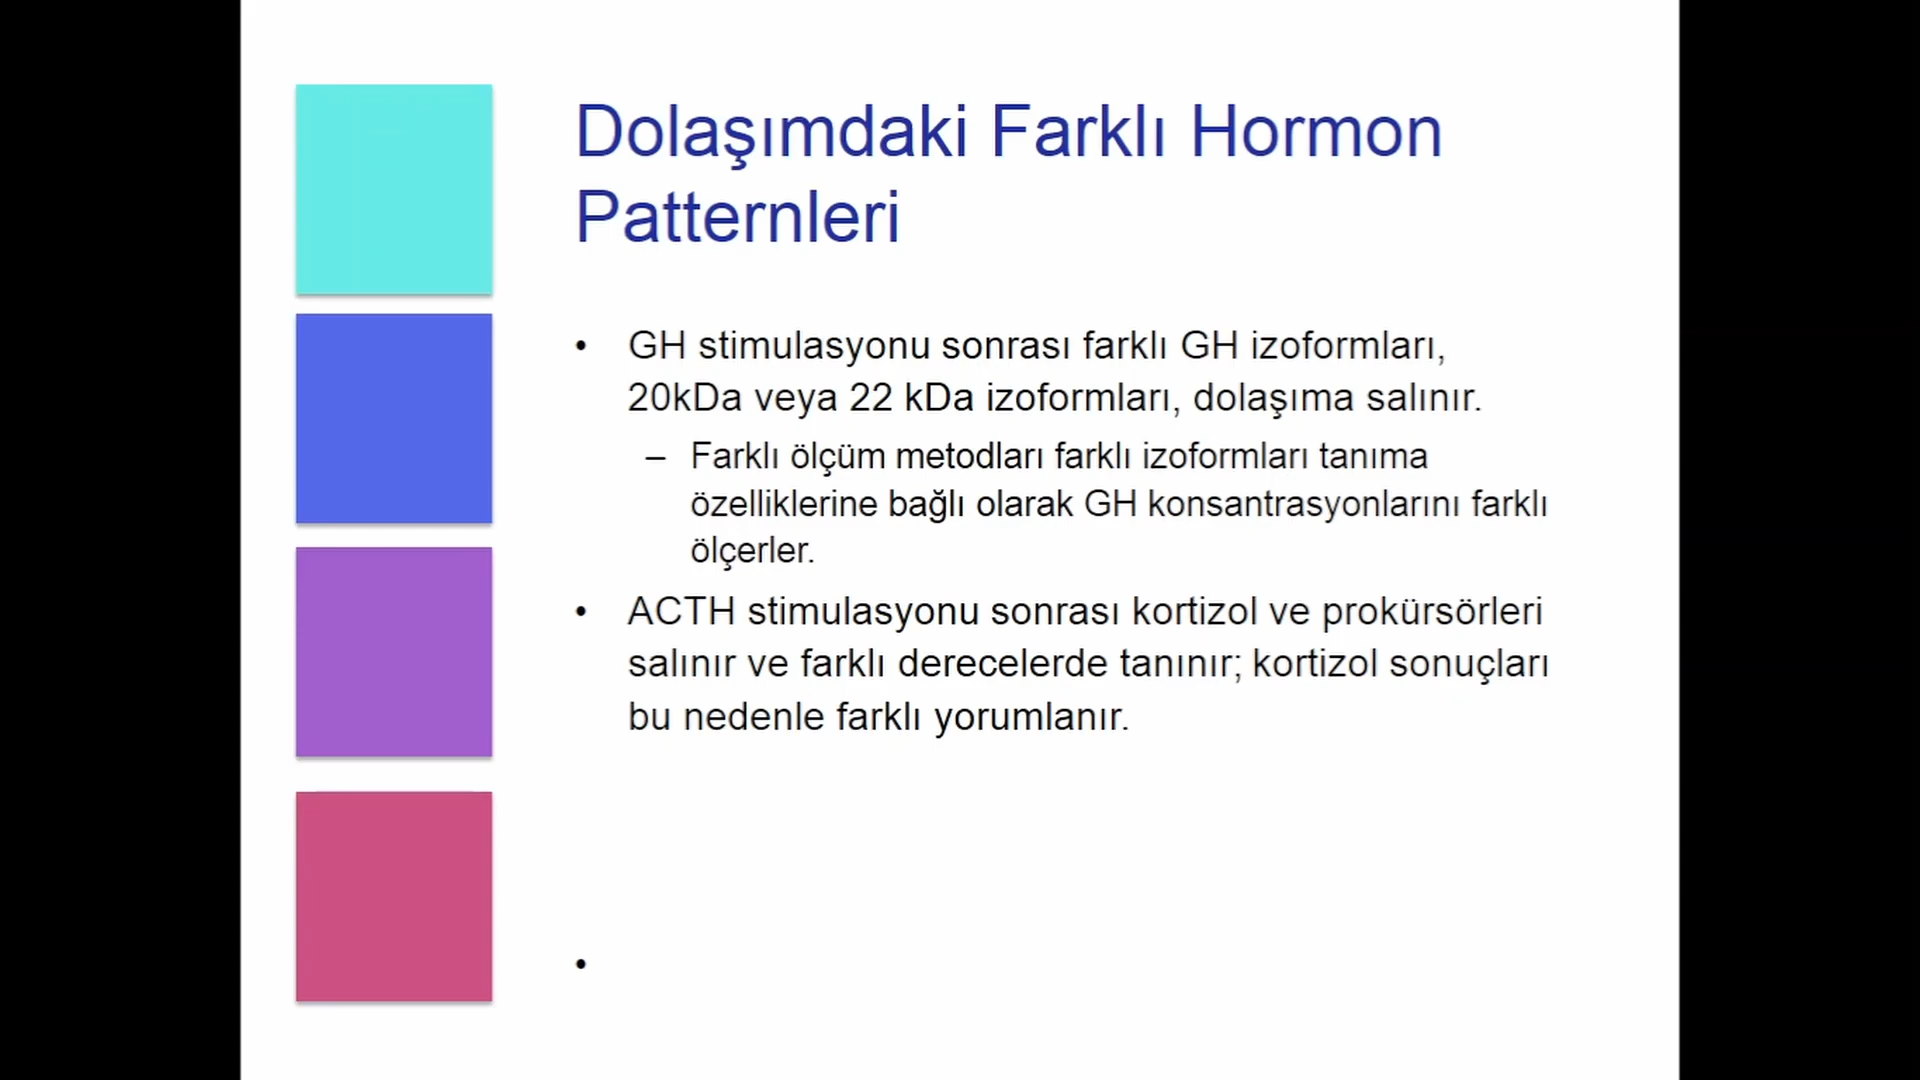 Dolaşımdaki Farklı Hormon
Patternleri
• GH stimulasyonu sonrası farklı GH izoformları,
20kDa veya 22 kDa izoformları, dolaşıma salınır.
– Farklı ölçüm metodları farklı izoformları tanıma
özelliklerine bağlı olarak GH konsantrasyonlarını farklı
ölçerler.
• ACTH stimulasyonu sonrası kortizol ve prokürsörleri
salınır ve farklı derecelerde tanınır; kortizol sonuçları
bu nedenle farklı yorumlanır.
•